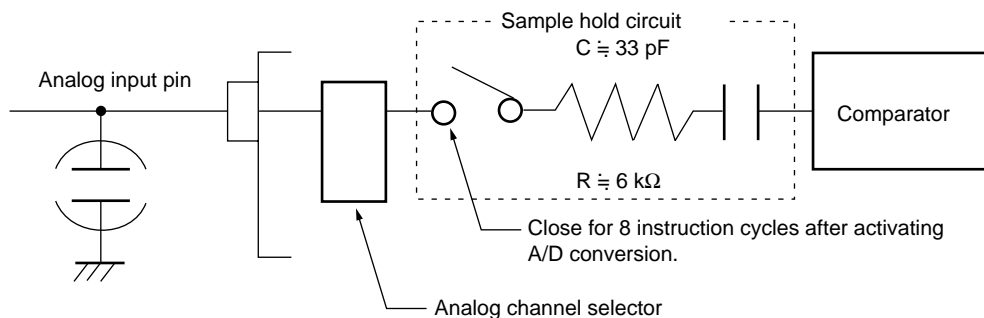 Sample hold circuit
C ≒ 33 pF
Analog input pin
Comparator
R ≒ 6 kΩ
Close for 8 instruction cycles after activating
A/D conversion.
Analog channel selector